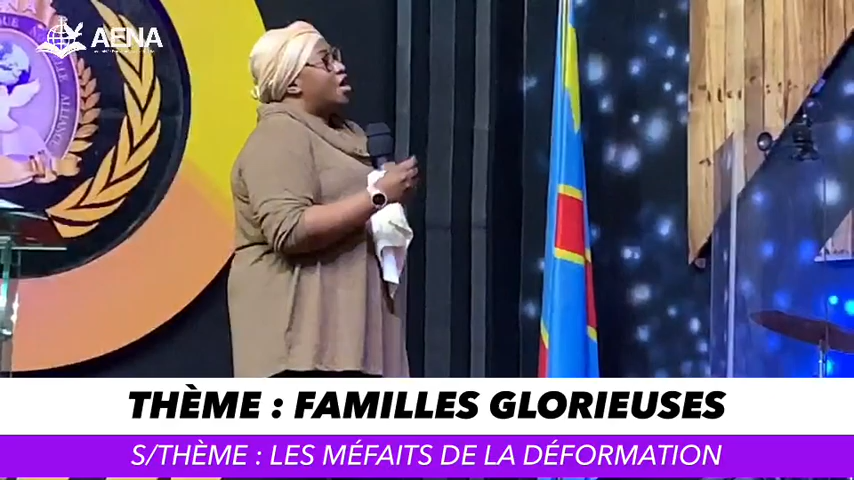 AENA
THÈME : FAMILLES GLORIEUSES
S/THÈME : LES MÉFAITS DE LA DÉFORMATION